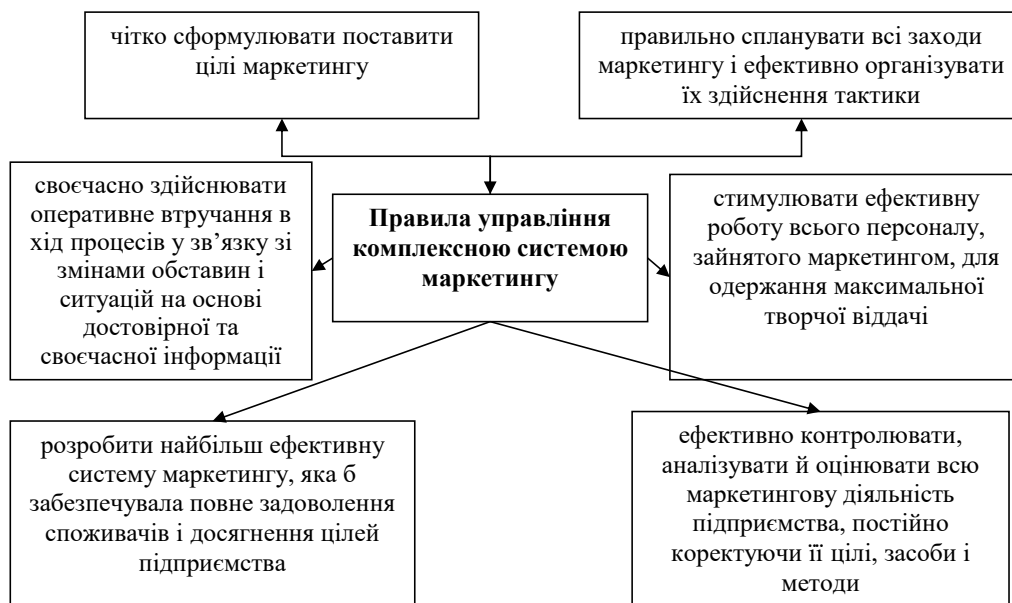 чітко сформулювати поставити
цілі маркетингу
правильно спланувати всі заходи
маркетингу і ефективно організувати
їх здійснення тактики
своєчасно здійснювати
оперативне втручання в
хід процесів у зв’язку зі
змінами обставин і
ситуацій на основі
достовірної та
своєчасної інформації
Правила управління
комплексною системою
маркетингу
стимулювати ефективну
роботу всього персоналу,
зайнятого маркетингом, для
одержання максимальної
творчої віддачі
розробити найбільш ефективну
систему маркетингу, яка б
забезпечувала повне задоволення
споживачів і досягнення цілей
підприємства
ефективно контролювати,
аналізувати й оцінювати всю
маркетингову діяльність
підприємства, постійно
коректуючи її цілі, засоби і
методи